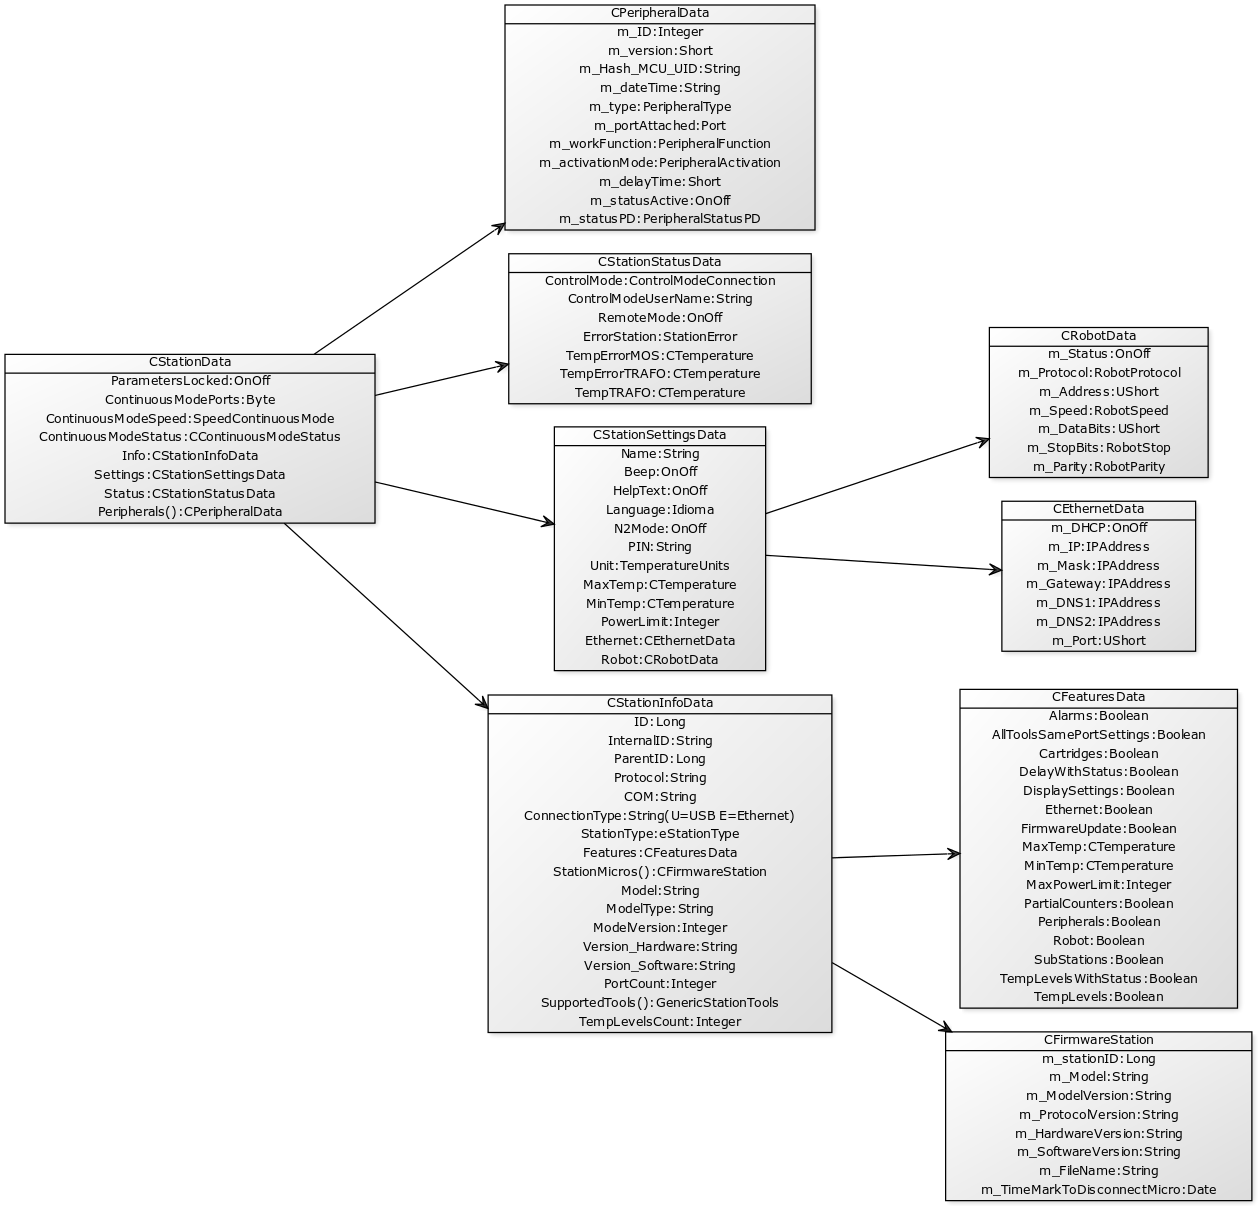 CPeripheralData
m_ID:Integer
m_version:Short
m_Hash_MCU_UID:String
m_dateTime:String
m_type:PeripheralType
m_portAttached:Port
m_workFunction:PeripheralFunction
m_activationMode:PeripheralActivation
m_delayTime:Short
m_statusActive:OnOff
m_statusPD:PeripheralStatusPD
CStationStatusData
ControlMode:ControlModeConnection
ControlModeUserName:String
RemoteMode:OnOff
ErrorStation:StationError
TempErrorMOS:CTemperature
TempErrorTRAFO:CTemperature
TempTRAFO:CTemperature
CStationData
ParametersLocked:OnOff
ContinuousModePorts:Byte
ContinuousModeSpeed:SpeedContinuousMode
ContinuousModeStatus:CContinuousModeStatus
Info:CStationInfoData
Settings:CStationSettingsData
Status:CStationStatusData
Peripherals():CPeripheralData
CStationSettingsData
Name:String
Beep:OnOff
HelpText:OnOff
Language:Idioma
N2Mode:OnOff
PIN:String
Unit:TemperatureUnits
MaxTemp:CTemperature
MinTemp:CTemperature
PowerLimit:Integer
Ethernet:CEthernetData
Robot:CRobotData
CRobotData
m_Status:OnOff
m_Protocol:RobotProtocol
m_Address:UShort
m_Speed:RobotSpeed
m_DataBits:UShort
m_StopBits:RobotStop
m_Parity:RobotParity
CEthernetData
m_DHCP:OnOff
m_IP:IPAddress
m_Mask:IPAddress
m_Gateway:IPAddress
m_DNS1:IPAddress
m_DNS2:IPAddress
m_Port:UShort
CStationInfoData
ID:Long
InternalID:String
ParentID:Long
Protocol:String
COM:String
ConnectionType:String(U=USB E=Ethernet)
StationType:eStationType
Features:CFeaturesData
StationMicros():CFirmwareStation
Model:String
ModelType:String
ModelVersion:Integer
Version_Hardware:String
Version_Software:String
PortCount:Integer
SupportedTools():GenericStationTools
TempLevelsCount:Integer
CFeaturesData
Alarms:Boolean
AllToolsSamePortSettings:Boolean
Cartridges:Boolean
DelayWithStatus:Boolean
DisplaySettings:Boolean
Ethernet:Boolean
FirmwareUpdate:Boolean
MaxTemp:CTemperature
MinTemp:CTemperature
MaxPowerLimit:Integer
PartialCounters:Boolean
Peripherals:Boolean
Robot:Boolean
SubStations:Boolean
TempLevelsWithStatus:Boolean
TempLevels:Boolean
CFirmwareStation
m_stationID:Long
m_Model:String
m_ModelVersion:String
m_ProtocolVersion:String
m_HardwareVersion:String
m_SoftwareVersion:String
m_FileName:String
m_TimeMarkToDisconnectMicro:Date